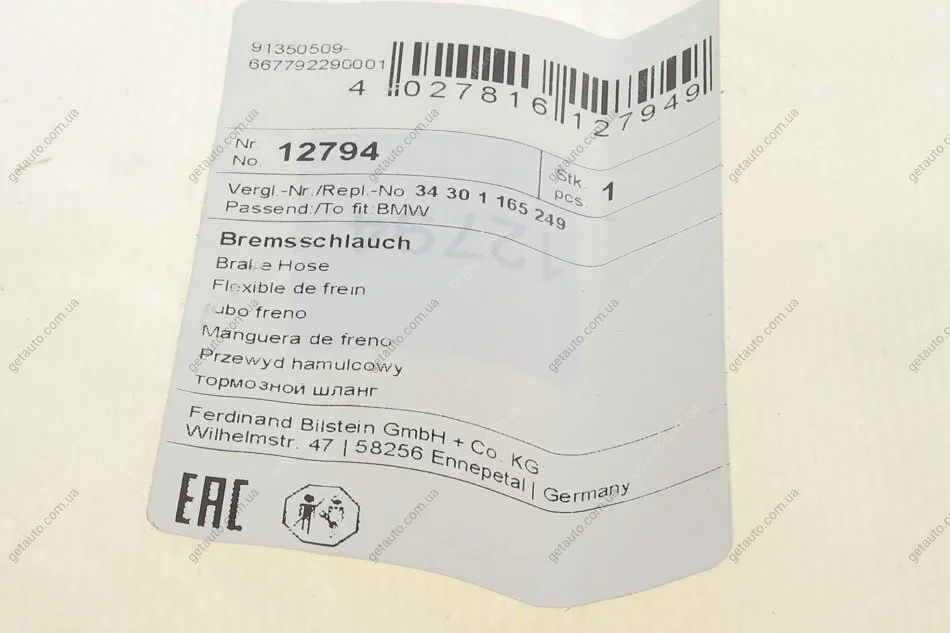 91350509-
667792290001
4 027816 127949
Nr.
No. 12794
Stk.
pcs. 1
Vergl.-Nr./Repl.-No 34 30 1 165 249
Passend:/To fit:BMW
12794
Bremsschlauch
Brake Hose
Flexible de frein
Tubo freno
Manguera de freno
Przewyd hamulcowy
тормозной шланг
Ferdinand Bilstein GmbH + Co. KG
Wilhelmstr. 47 | 58256 Ennepetal | Germany
EAC
getauto.com.ua